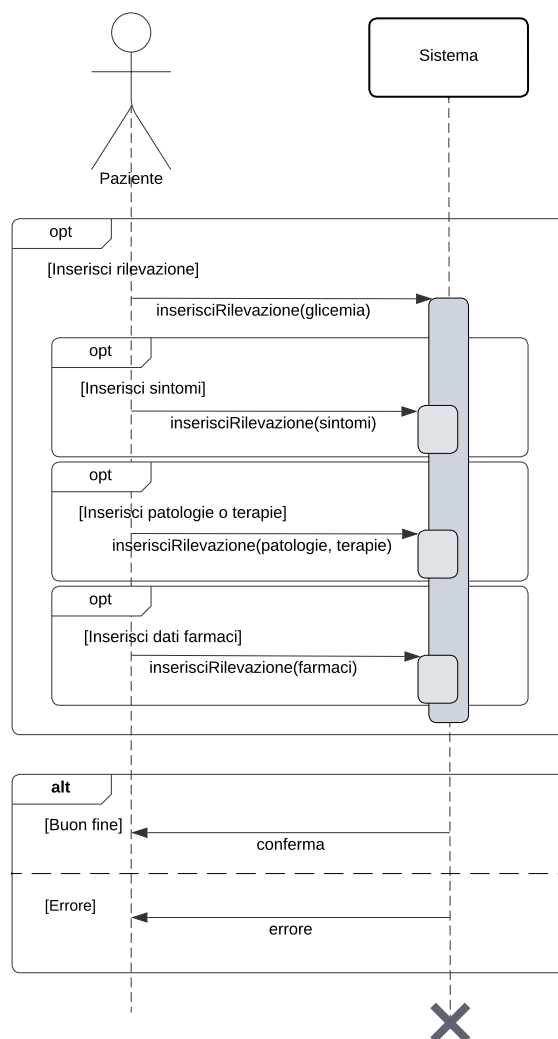 Sistema
Paziente
opt
[Inserisci rilevazione]
inserisciRilevazione(glicemia)
opt
[Inserisci sintomi]
inserisciRilevazione(sintomi)
opt
[Inserisci patologie o terapie]
inserisciRilevazione(patologie, terapie)
opt
[Inserisci dati farmaci]
inserisciRilevazione(farmaci)
alt
[Buon fine]
conferma
[Errore]
errore